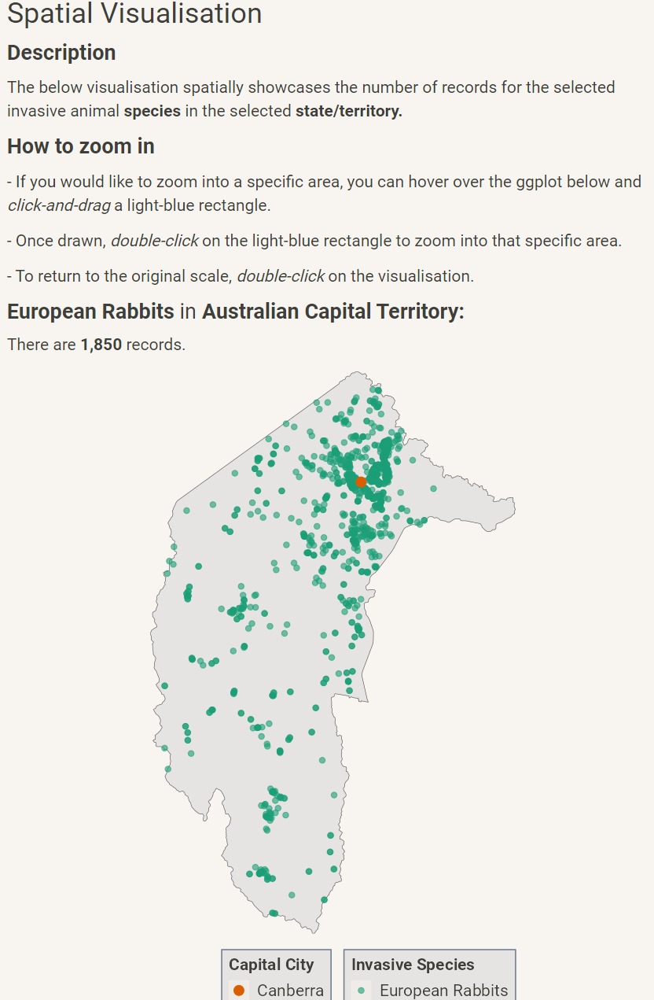 Spatial Visualisation
Description
The below visualisation spatially showcases the number of records for the selected
invasive animal species in the selected state/territory.
How to zoom in
- If you would like to zoom into a specific area, you can hover over the ggplot below and
click-and-drag a light-blue rectangle.
- Once drawn, double-click on the light-blue rectangle to zoom into that specific area.
- To return to the original scale, double-click on the visualisation.
European Rabbits in Australian Capital Territory:
There are 1,850 records.
Capital City
Canberra
Invasive Species
European Rabbits